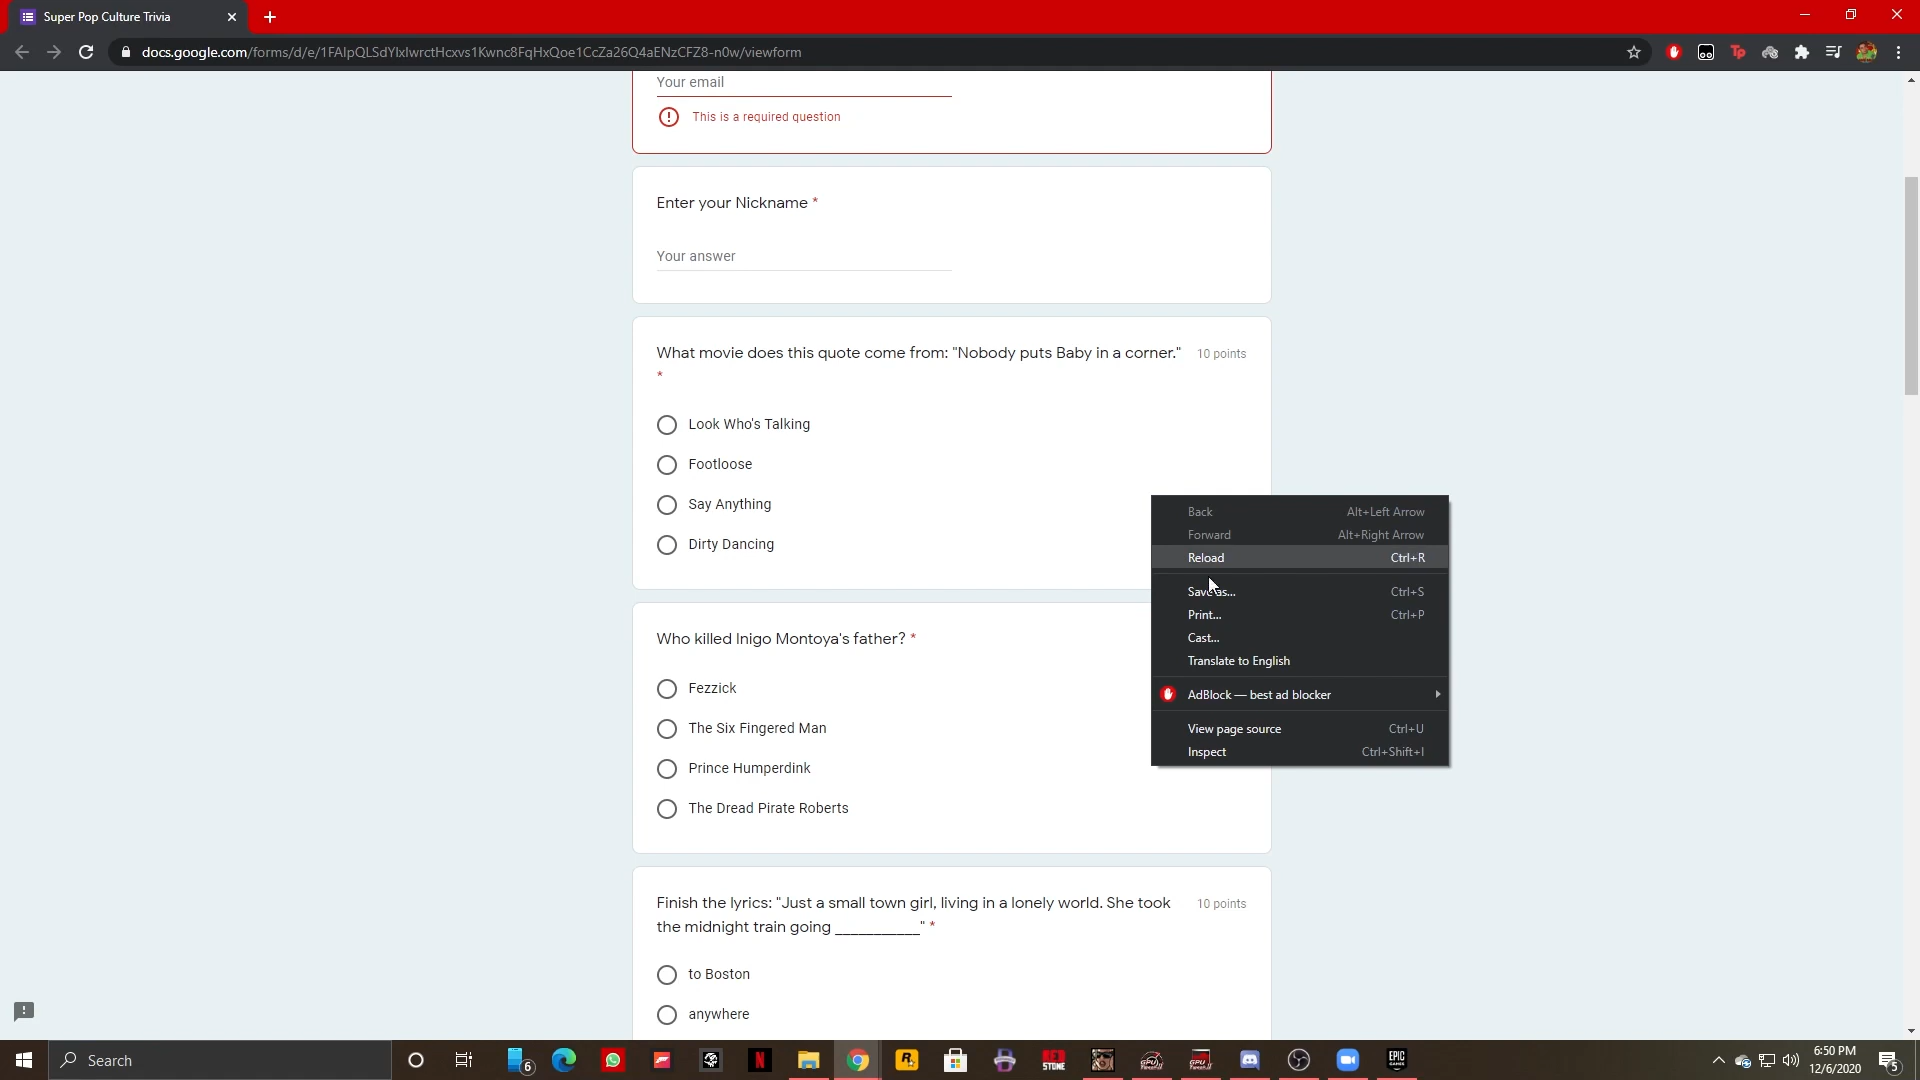 Super Pop Culture Trivia
docs.google.com/forms/d/e/1FAIpQLSdYlxlwrctHcxvs1Kwnc8FqHxQoe1CcZa26Q4aENzCFZ8-n0w/viewform
Your email
This is a required question
Enter your Nickname *
Your answer
What movie does this quote come from: "Nobody puts Baby in a corner." 10 points
*
Look Who's Talking
Footloose
Say Anything
Dirty Dancing
Back Alt+Left Arrow
Forward Alt+Right Arrow
Reload Ctrl+R
Save as... Ctrl+S
Print... Ctrl+P
Cast...
Translate to English
AdBlock — best ad blocker
View page source Ctrl+U
Inspect Ctrl+Shift+I
Who killed Inigo Montoya's father? *
Fezzick
The Six Fingered Man
Prince Humperdink
The Dread Pirate Roberts
Finish the lyrics: "Just a small town girl, living in a lonely world. She took 10 points
the midnight train going ___________" *
to Boston
anywhere
Search
6
6:50 PM
12/6/2020
5